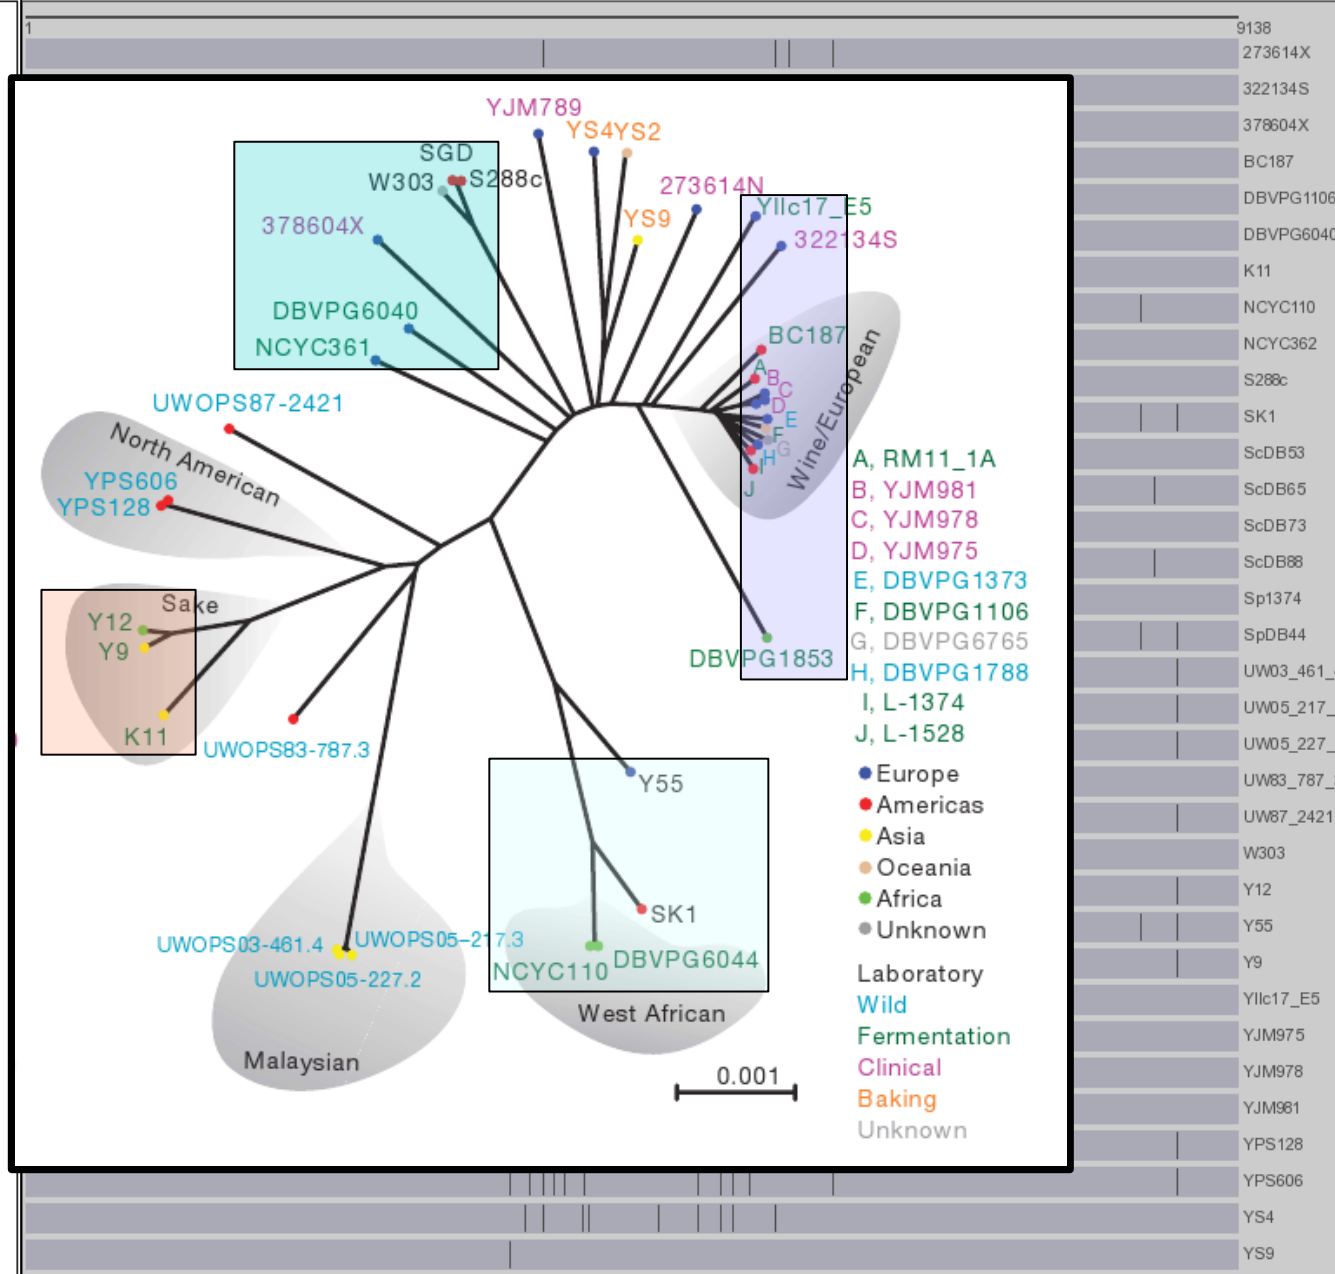 1
9138
273614X
322134S
378604X
BC187
DBVPG1106
DBVPG6040
K11
NCYC110
NCYC362
S288c
SK1
ScDB53
ScDB65
ScDB73
ScDB88
Sp1374
SpDB44
UW03_461_
UW05_217_
UW05_227_
UW83_787_
UW87_2421
W303
Y12
Y55
Y9
YIIc17_E5
YJM975
YJM978
YJM981
YPS128
YPS606
YS4
YS9
YJM789
YS4 YS2
SGD
W303 S288c
273614N
378604X
YS9
YIIc17_E5
322134S
DBVPG6040
NCYC361
BC187
A
B
C
D
E
F
G
H
I
J
Wine/European
UWOPS87-2421
North American
YPS606
YPS128
Sake
Y12
Y9
K11
UWOPS83-787.3
DBVPG1853
Y55
SK1
NCYC110 DBVPG6044
West African
UWOPS03-461.4
UWOPS05-217.3
UWOPS05-227.2
Malaysian
0.001
A, RM11_1A
B, YJM981
C, YJM978
D, YJM975
E, DBVPG1373
F, DBVPG1106
G, DBVPG6765
H, DBVPG1788
I, L-1374
J, L-1528
Europe
Americas
Asia
Oceania
Africa
Unknown
Laboratory
Wild
Fermentation
Clinical
Baking
Unknown